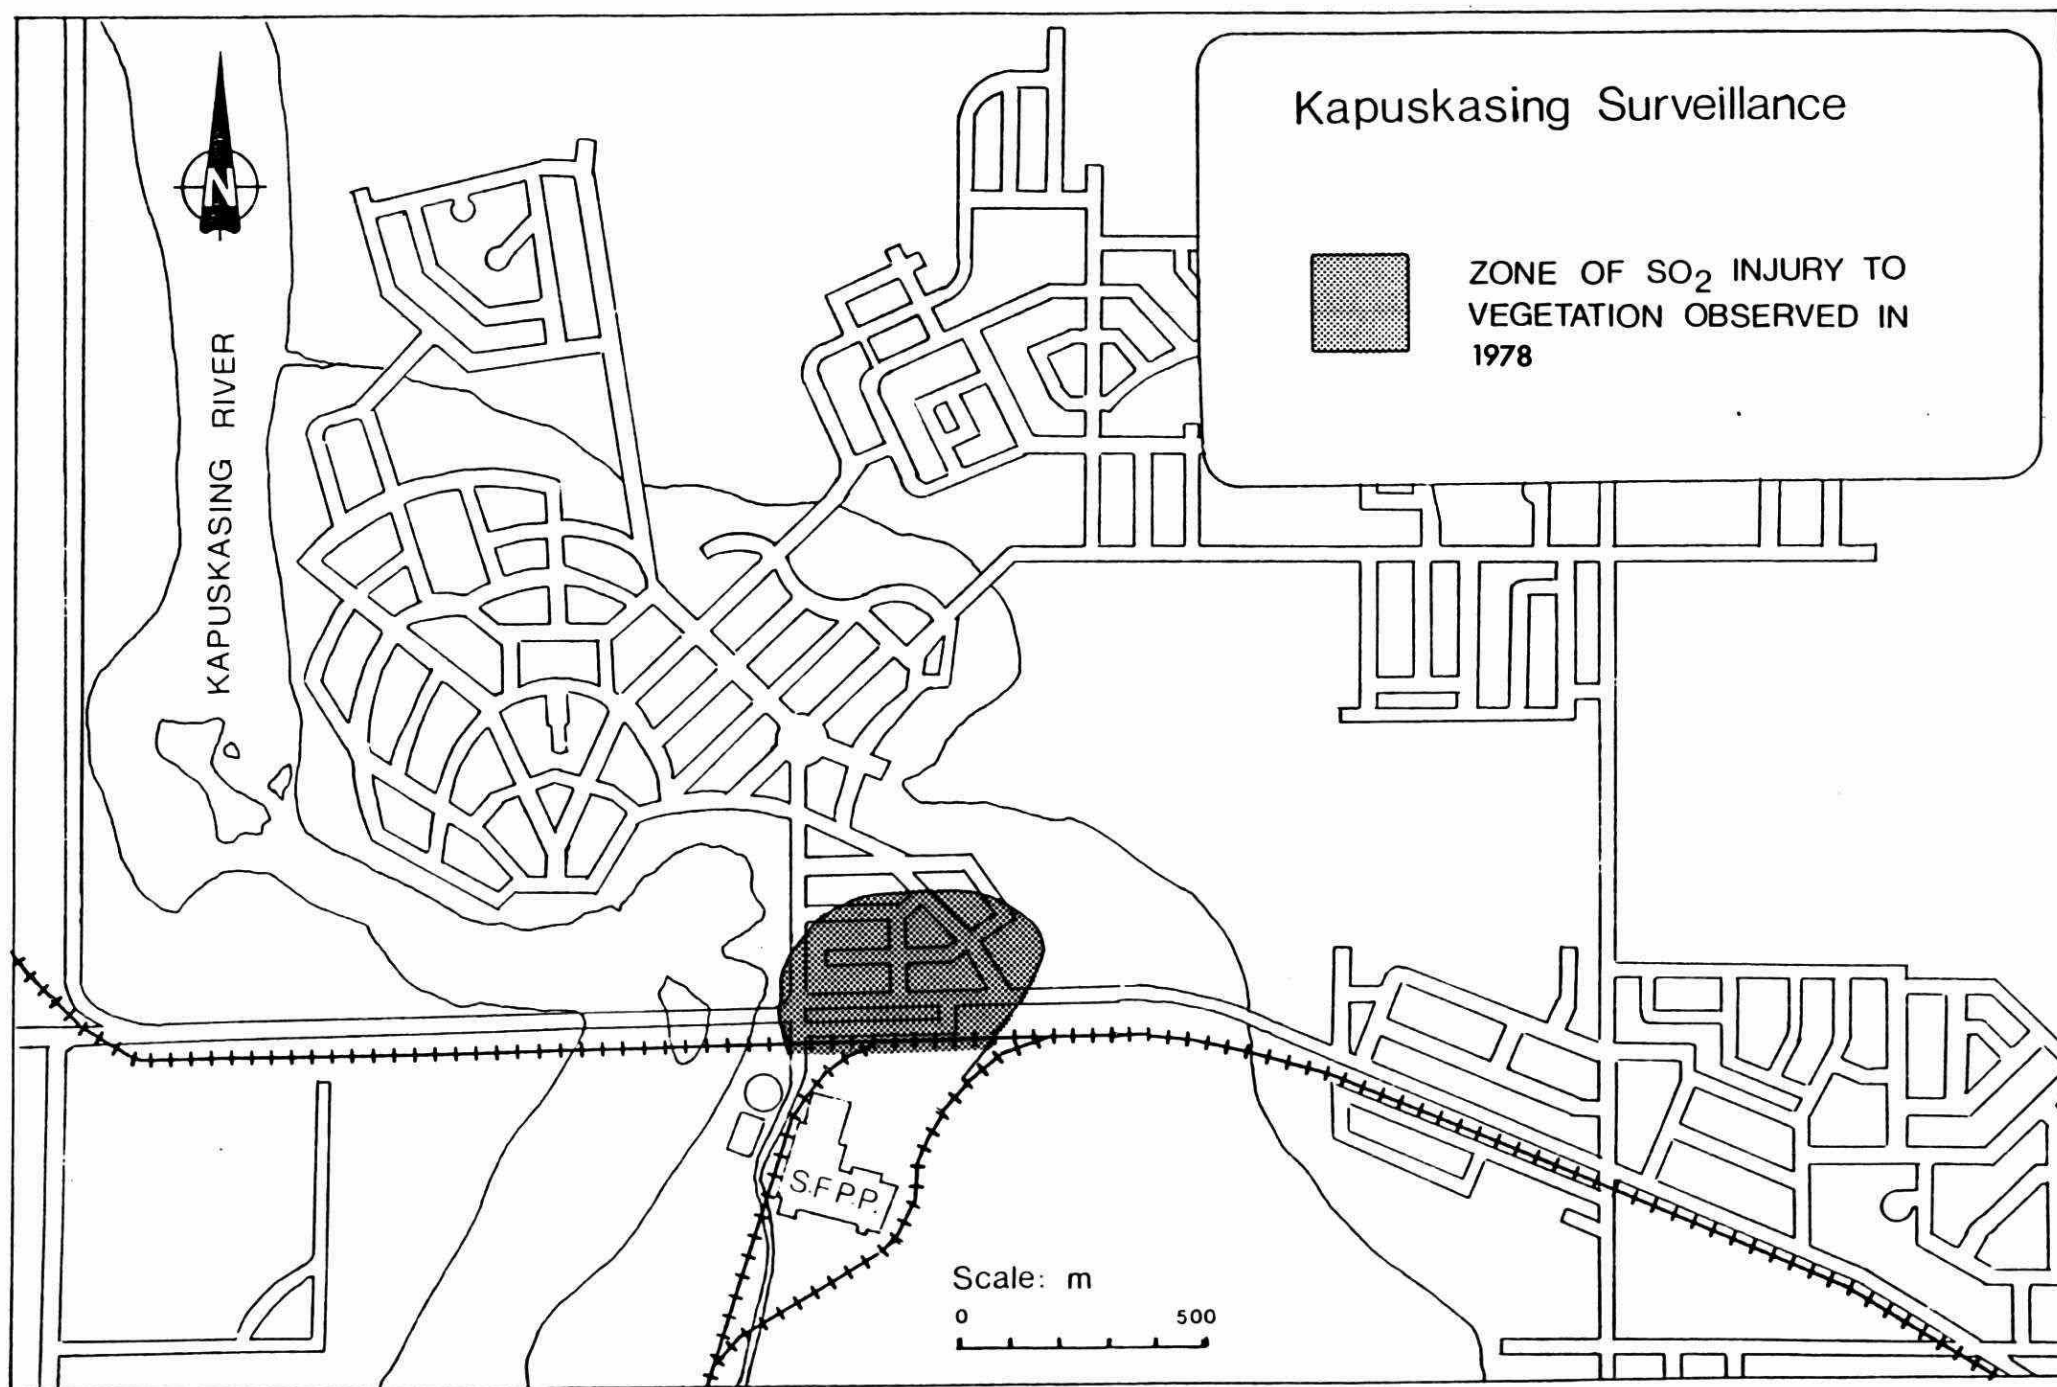 Kapuskasing Surveillance
N
ZONE OF SO2 INJURY TO
VEGETATION OBSERVED IN
1978
KAPUSKASING RIVER
S.F.P.P.
Scale: m
0 500